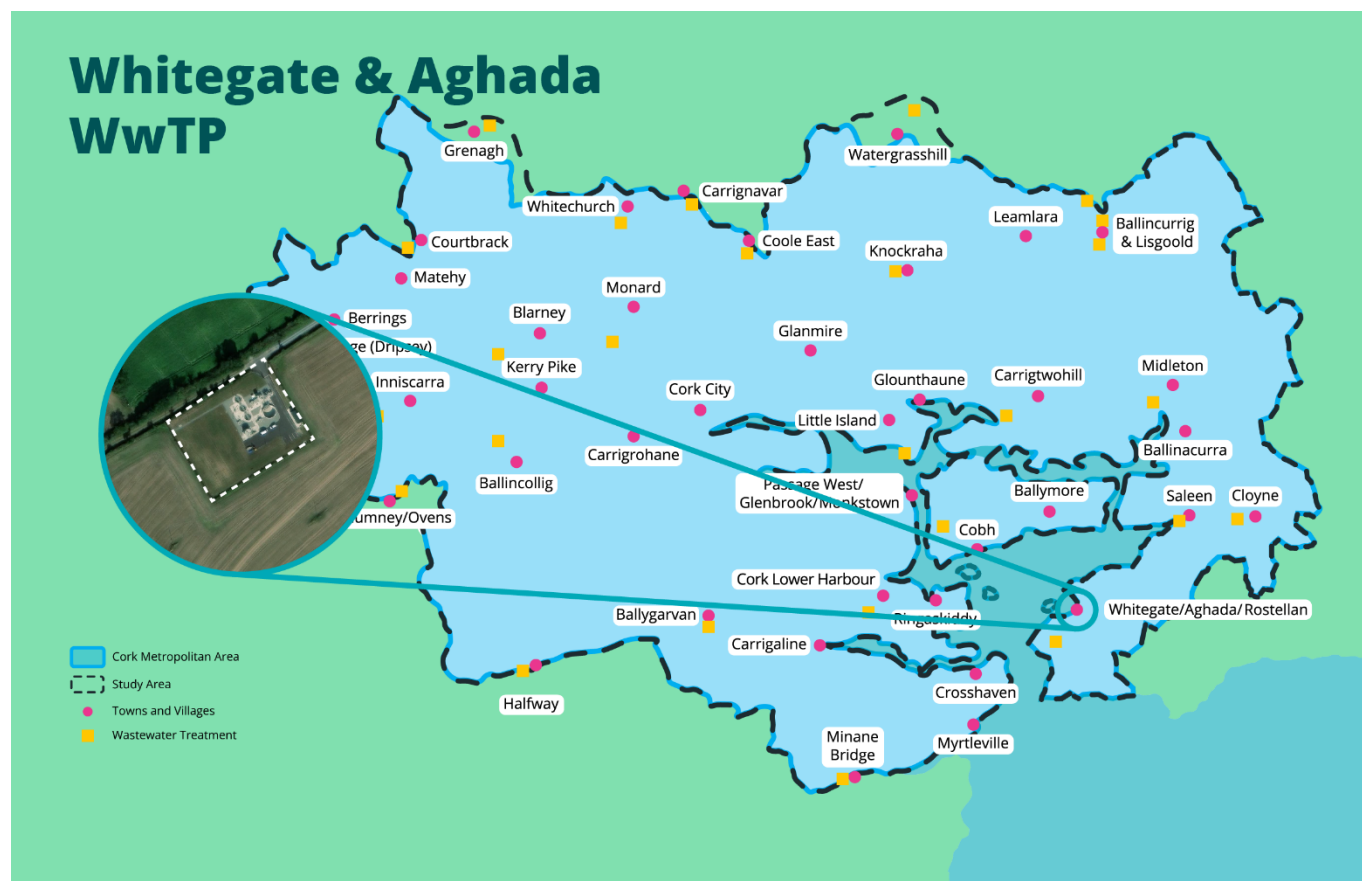 Whitegate & Aghada
WwTP
Grenagh
Watergrasshill
Carrignavar
Whitechurch
Leamlara
Ballincurrig
& Lisgoold
Courtbrack
Coole East
Knockraha
Matehy
Monard
Berrings
Blarney
Glanmire
(Dripsey)
Kerry Pike
Midleton
Inniscarra
Cork City
Glounthaune
Carrigtwohill
Little Island
Carrigrohane
Ballinacurra
Ballincollig
Passage West/
Glenbrook/Monkstown
Ballymore
Saleen
Cloyne
/Ovens
Cobh
Cork Lower Harbour
Whitegate/Aghada/Rostellan
Ballygarvan
Ringaskiddy
Carrigaline
Cork Metropolitan Area
Study Area
Crosshaven
Halfway
Towns and Villages
Wastewater Treatment
Minane
Bridge
Myrtleville